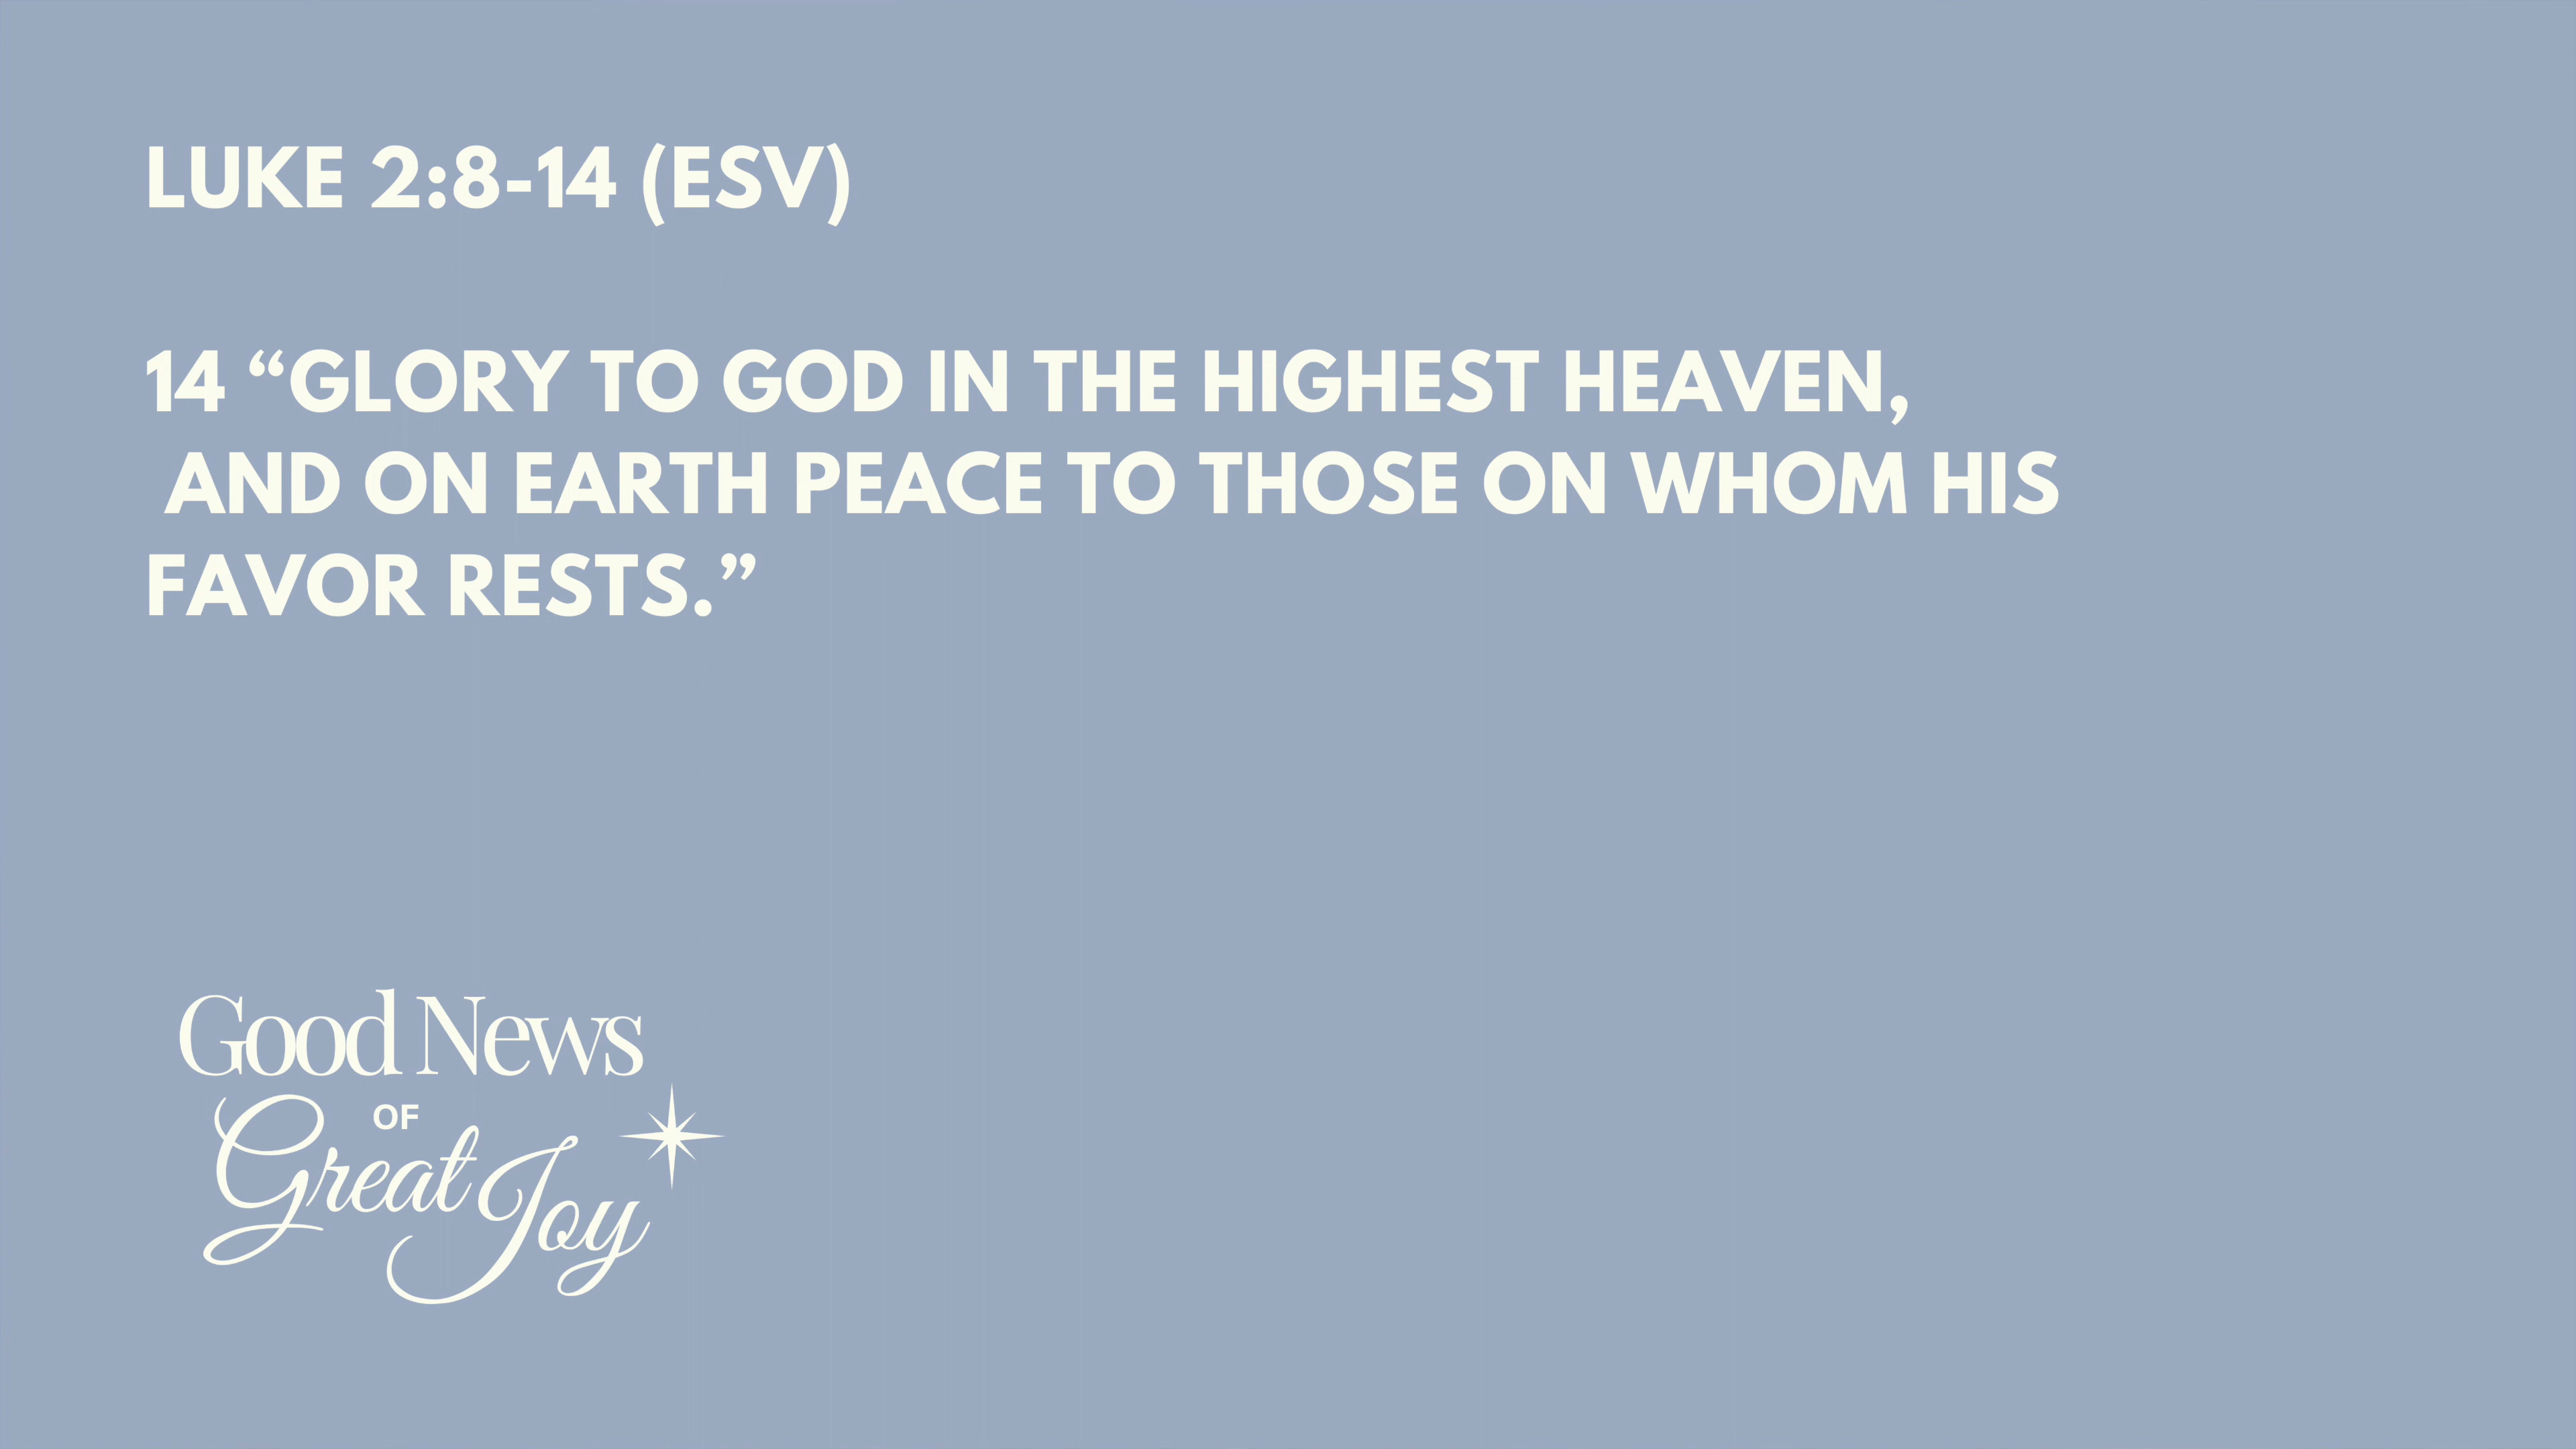 LUKE 2:8-14 (ESV)
14 “GLORY TO GOD IN THE HIGHEST HEAVEN,
AND ON EARTH PEACE TO THOSE ON WHOM HIS
FAVOR RESTS.”
Good News
OF
Great Joy